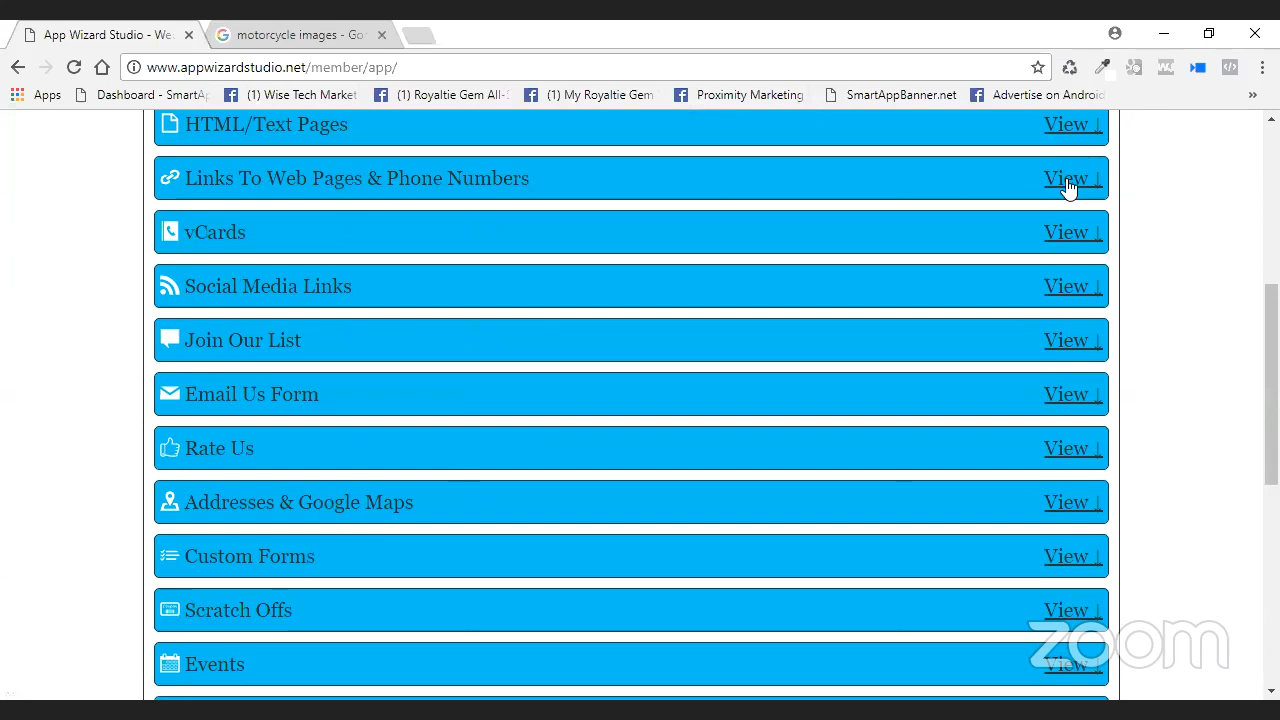 App Wizard Studio - We
motorcycle images - Go
www.appwizardstudio.net/member/app/
Apps
Dashboard - SmartAp
(1) Wise Tech Market
(1) Royaltie Gem All-
(1) My Royaltie Gem
Proximity Marketing
SmartAppBanner.net
Advertise on Android
HTML/Text Pages View ↓
Links To Web Pages & Phone Numbers View ↓
vCards View ↓
Social Media Links View ↓
Join Our List View ↓
Email Us Form View ↓
Rate Us View ↓
Addresses & Google Maps View ↓
Custom Forms View ↓
Scratch Offs View ↓
Events View ↓
zoom